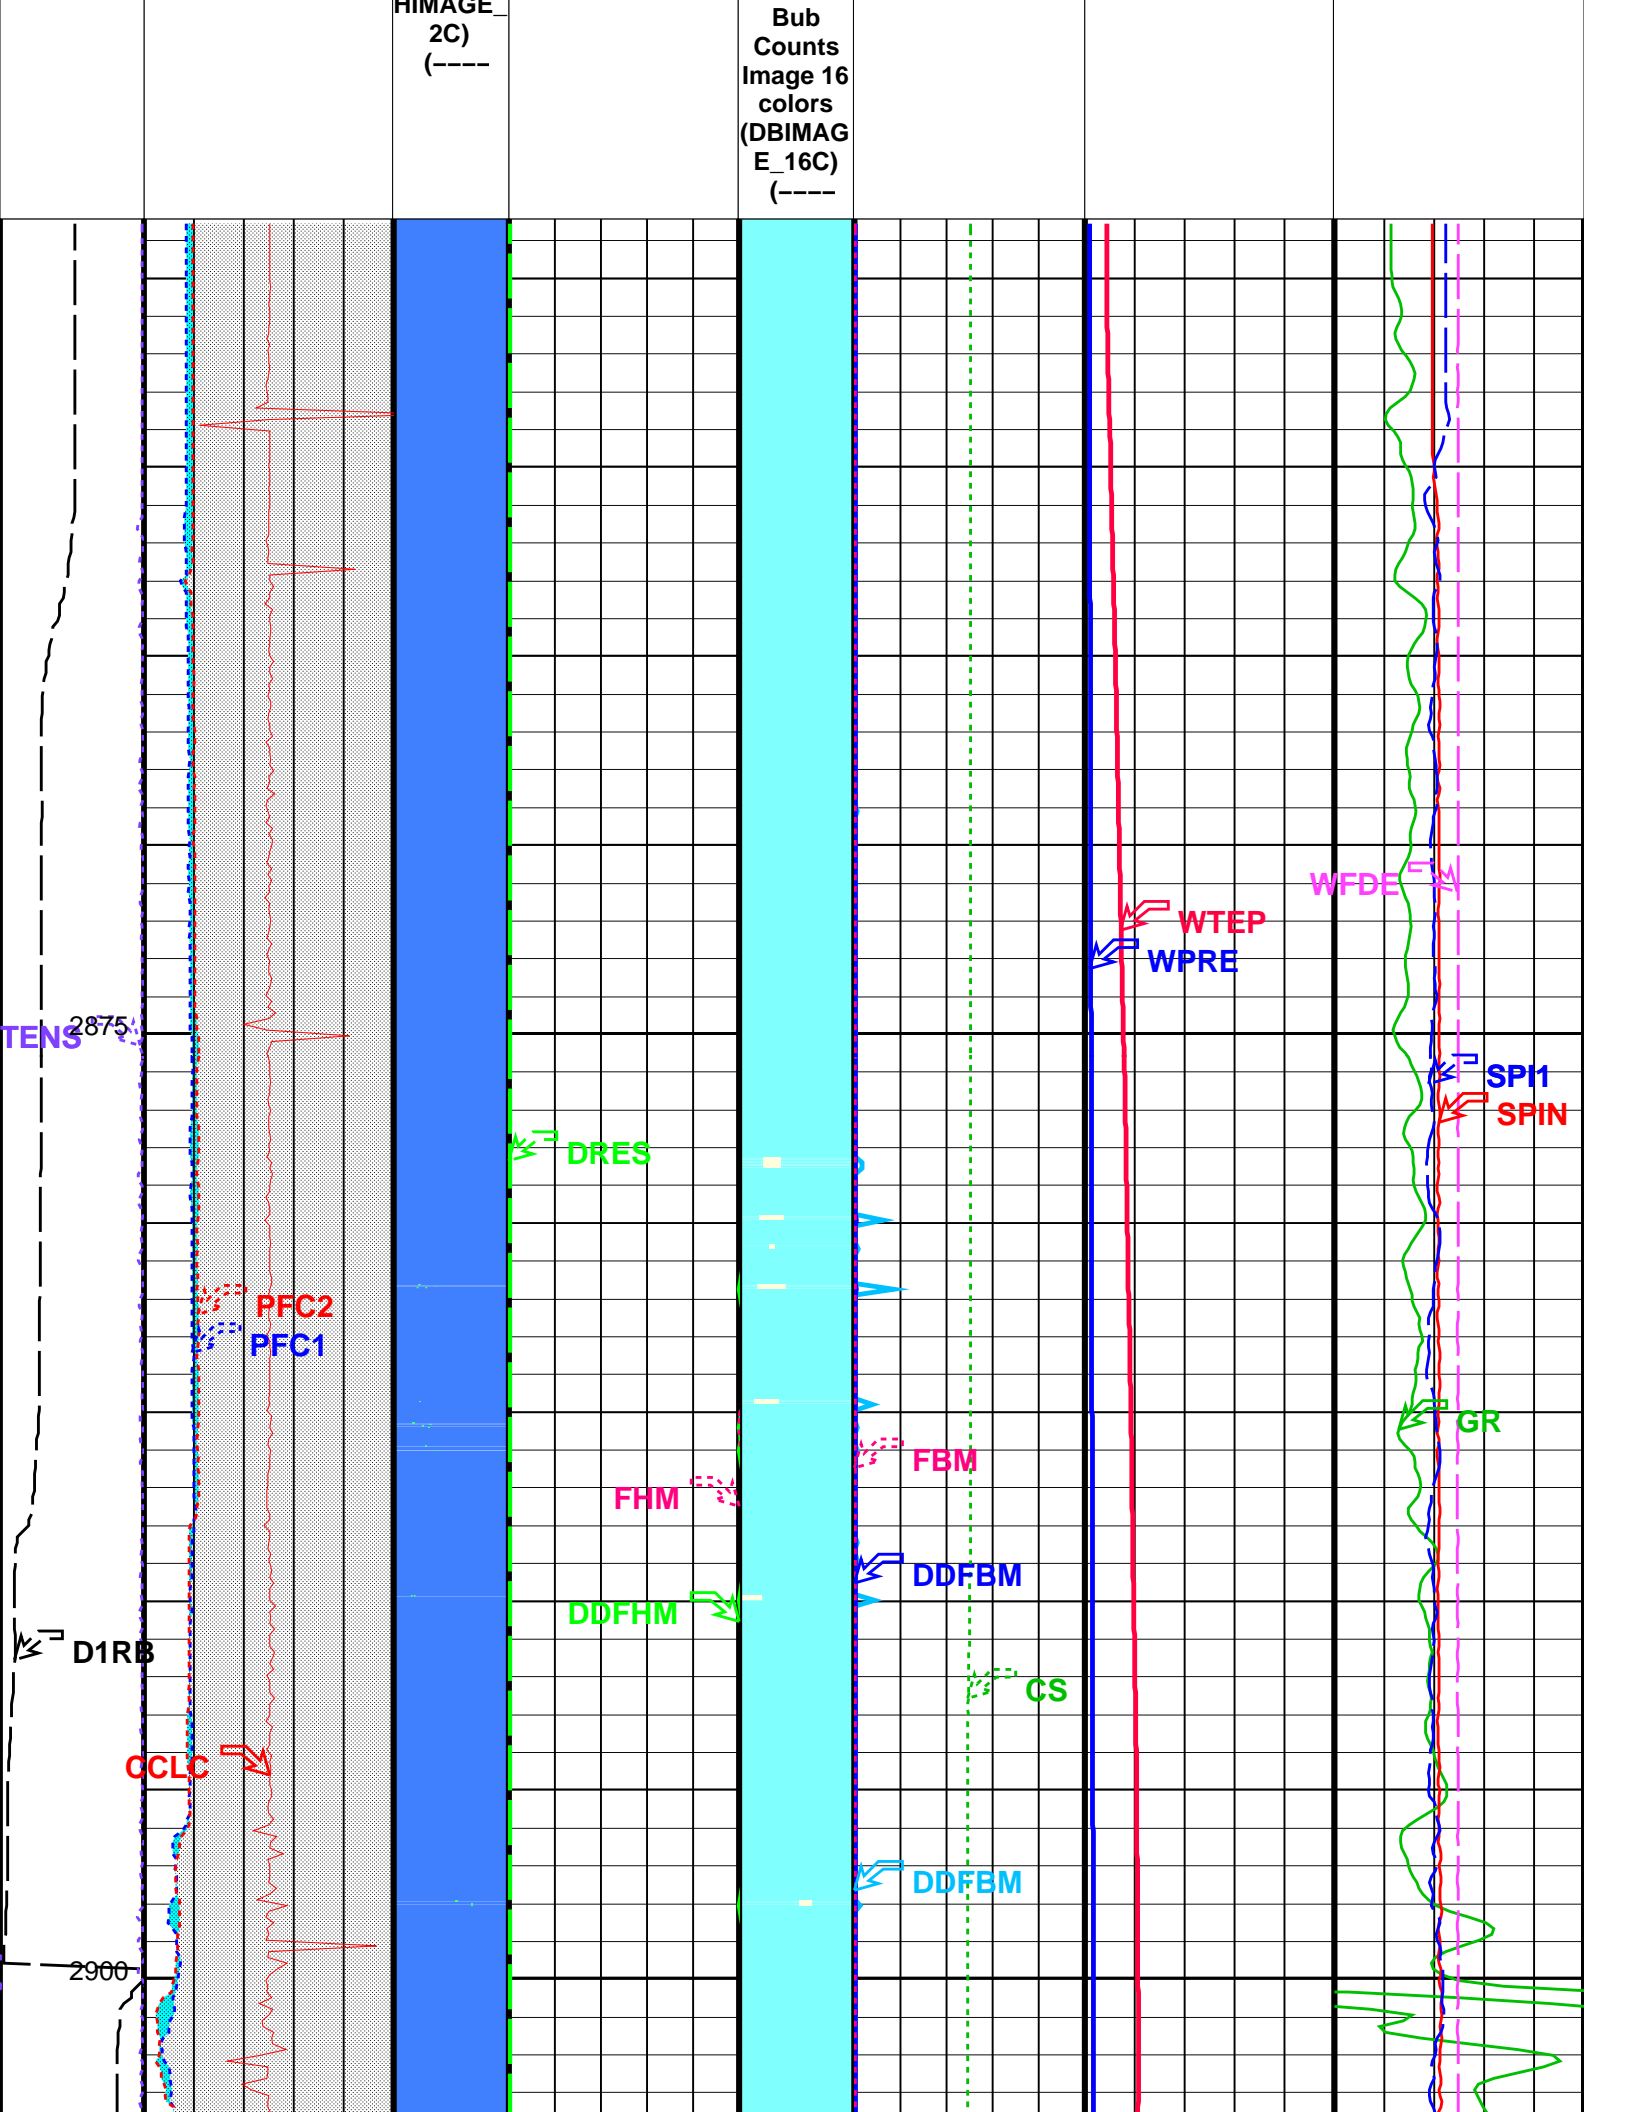 HIMAGE_
2C)
(----
Bub
Counts
Image 16
colors
(DBIMAG
E_16C)
(----
WFDE
WTEP
WPRE
TENS
2875
SPI1
SPIN
DRES
PFC2
PFC1
GR
FBM
FHM
DDFBM
DDFHM
D1RB
CS
CCLC
DDFBM
2900